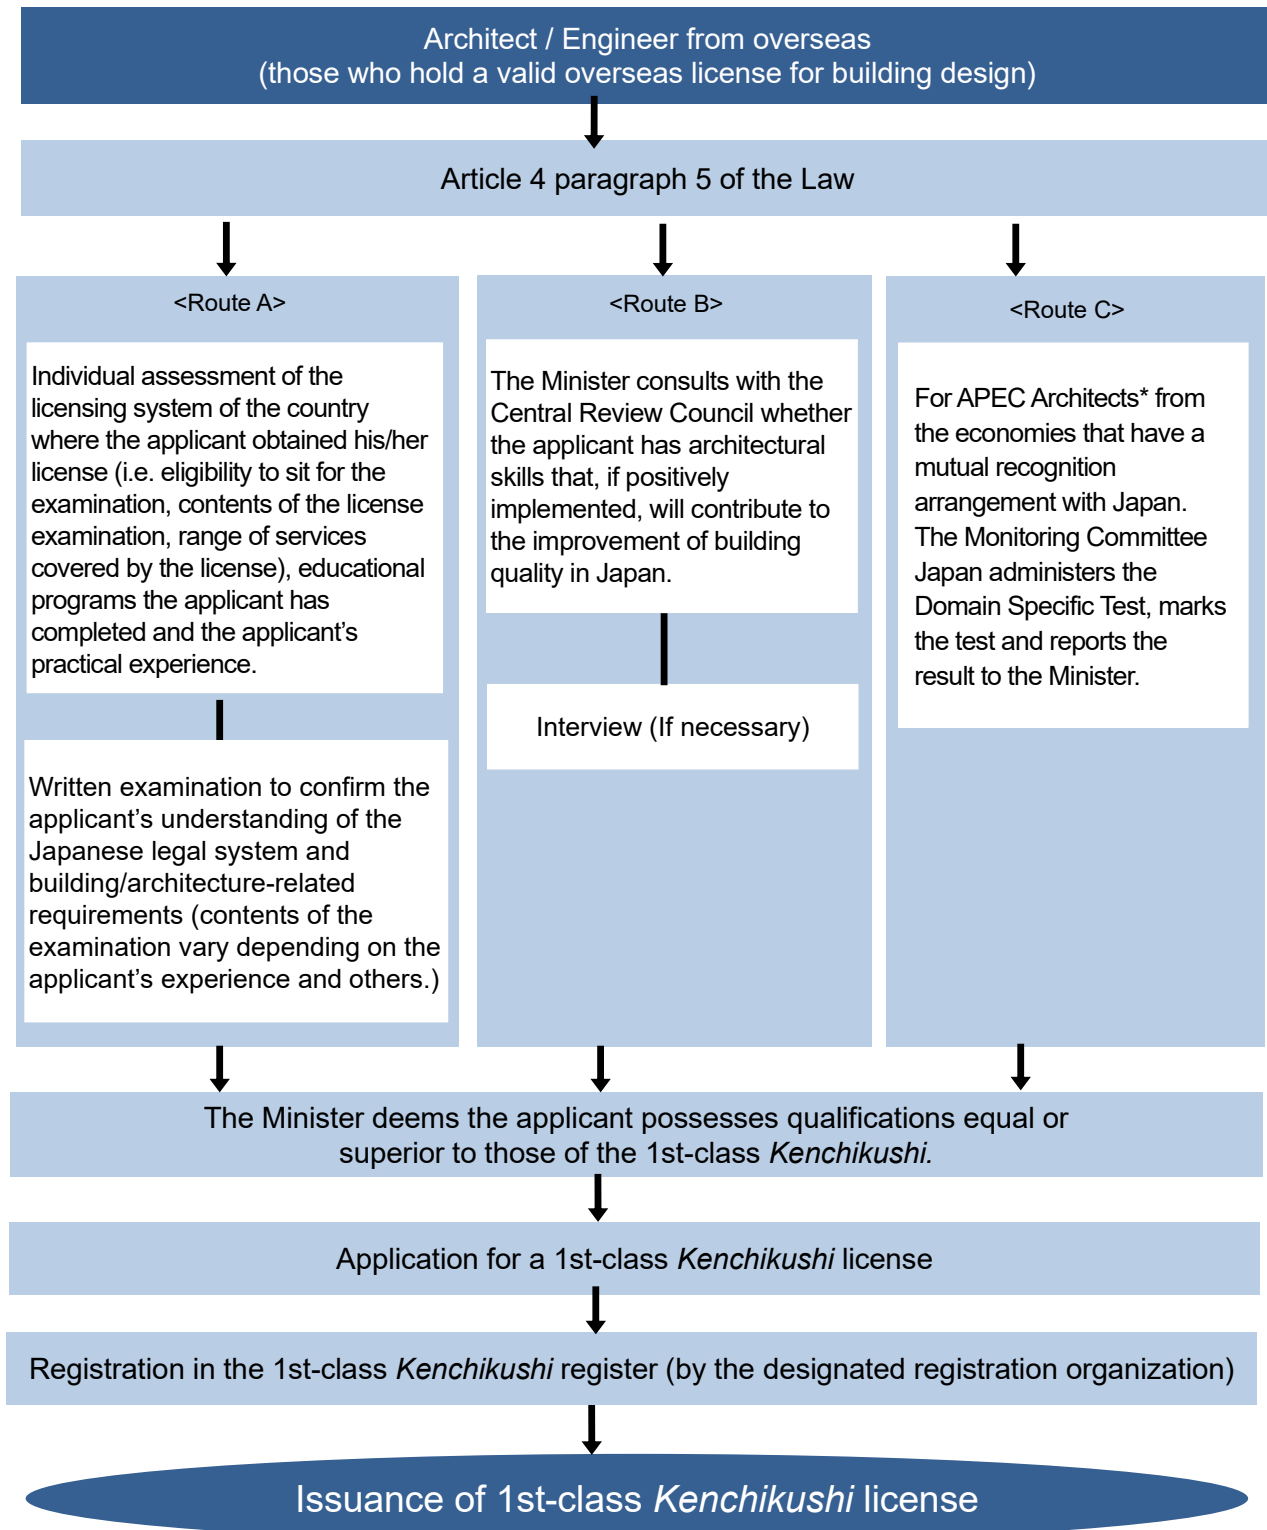 Architect / Engineer from overseas
(those who hold a valid overseas license for building design)
Article 4 paragraph 5 of the Law
<Route A>
Individual assessment of the
licensing system of the country
where the applicant obtained his/her
license (i.e. eligibility to sit for the
examination, contents of the license
examination, range of services
covered by the license), educational
programs the applicant has
completed and the applicant’s
practical experience.
Written examination to confirm the
applicant’s understanding of the
Japanese legal system and
building/architecture-related
requirements (contents of the
examination vary depending on the
applicant’s experience and others.)
<Route B>
The Minister consults with the
Central Review Council whether
the applicant has architectural
skills that, if positively
implemented, will contribute to
the improvement of building
quality in Japan.
Interview (If necessary)
<Route C>
For APEC Architects* from
the economies that have a
mutual recognition
arrangement with Japan.
The Monitoring Committee
Japan administers the
Domain Specific Test, marks
the test and reports the
result to the Minister.
The Minister deems the applicant possesses qualifications equal or
superior to those of the 1st-class Kenchikushi.
Application for a 1st-class Kenchikushi license
Registration in the 1st-class Kenchikushi register (by the designated registration organization)
Issuance of 1st-class Kenchikushi license